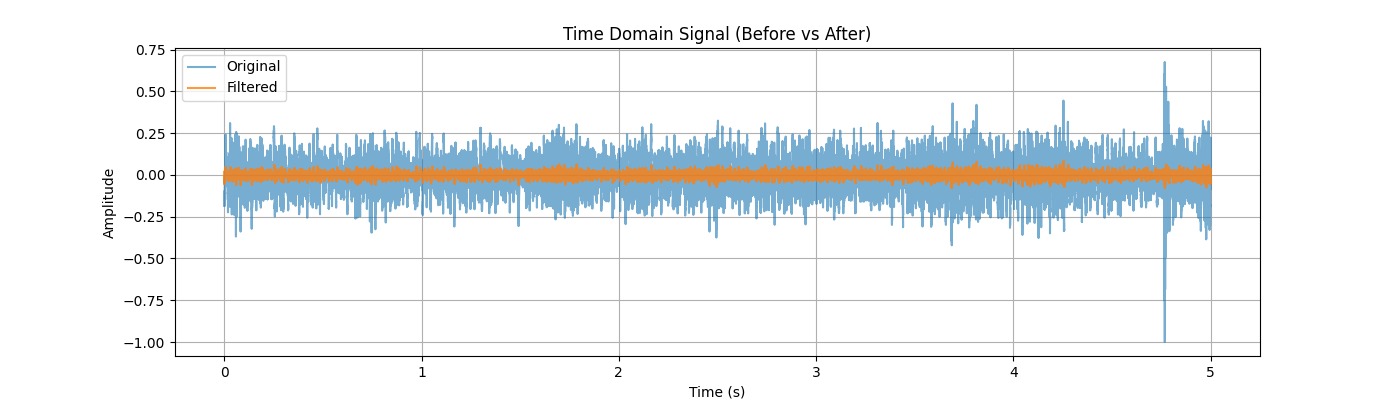 Time Domain Signal (Before vs After)
Original
Filtered
0.75
0.50
0.25
0.00
−0.25
−0.50
−0.75
−1.00
Amplitude
0 1 2 3 4 5
Time (s)